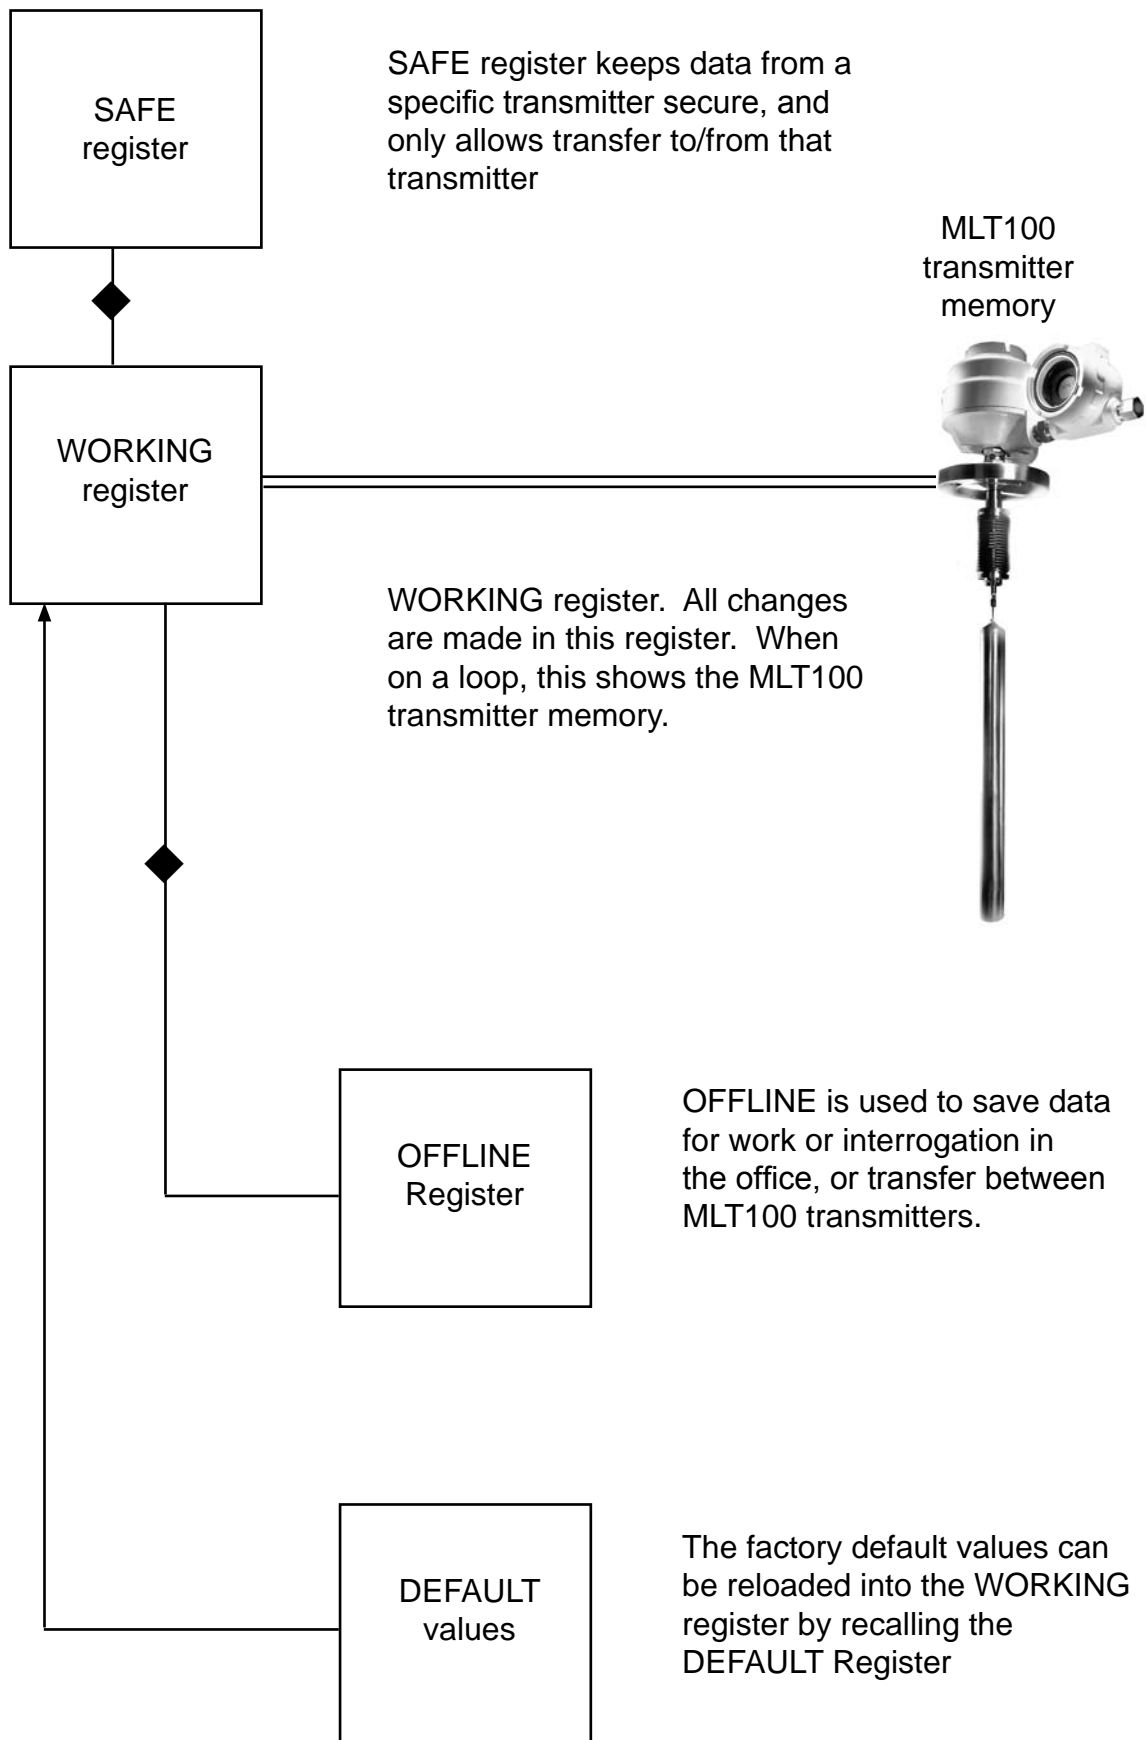 SAFE
register
SAFE register keeps data from a
specific transmitter secure, and
only allows transfer to/from that
transmitter
MLT100
transmitter
memory
WORKING
register
WORKING register.  All changes
are made in this register.  When
on a loop, this shows the MLT100
transmitter memory.
OFFLINE
Register
OFFLINE is used to save data
for work or interrogation in
the office, or transfer between
MLT100 transmitters.
DEFAULT
values
The factory default values can
be reloaded into the WORKING
register by recalling the
DEFAULT Register